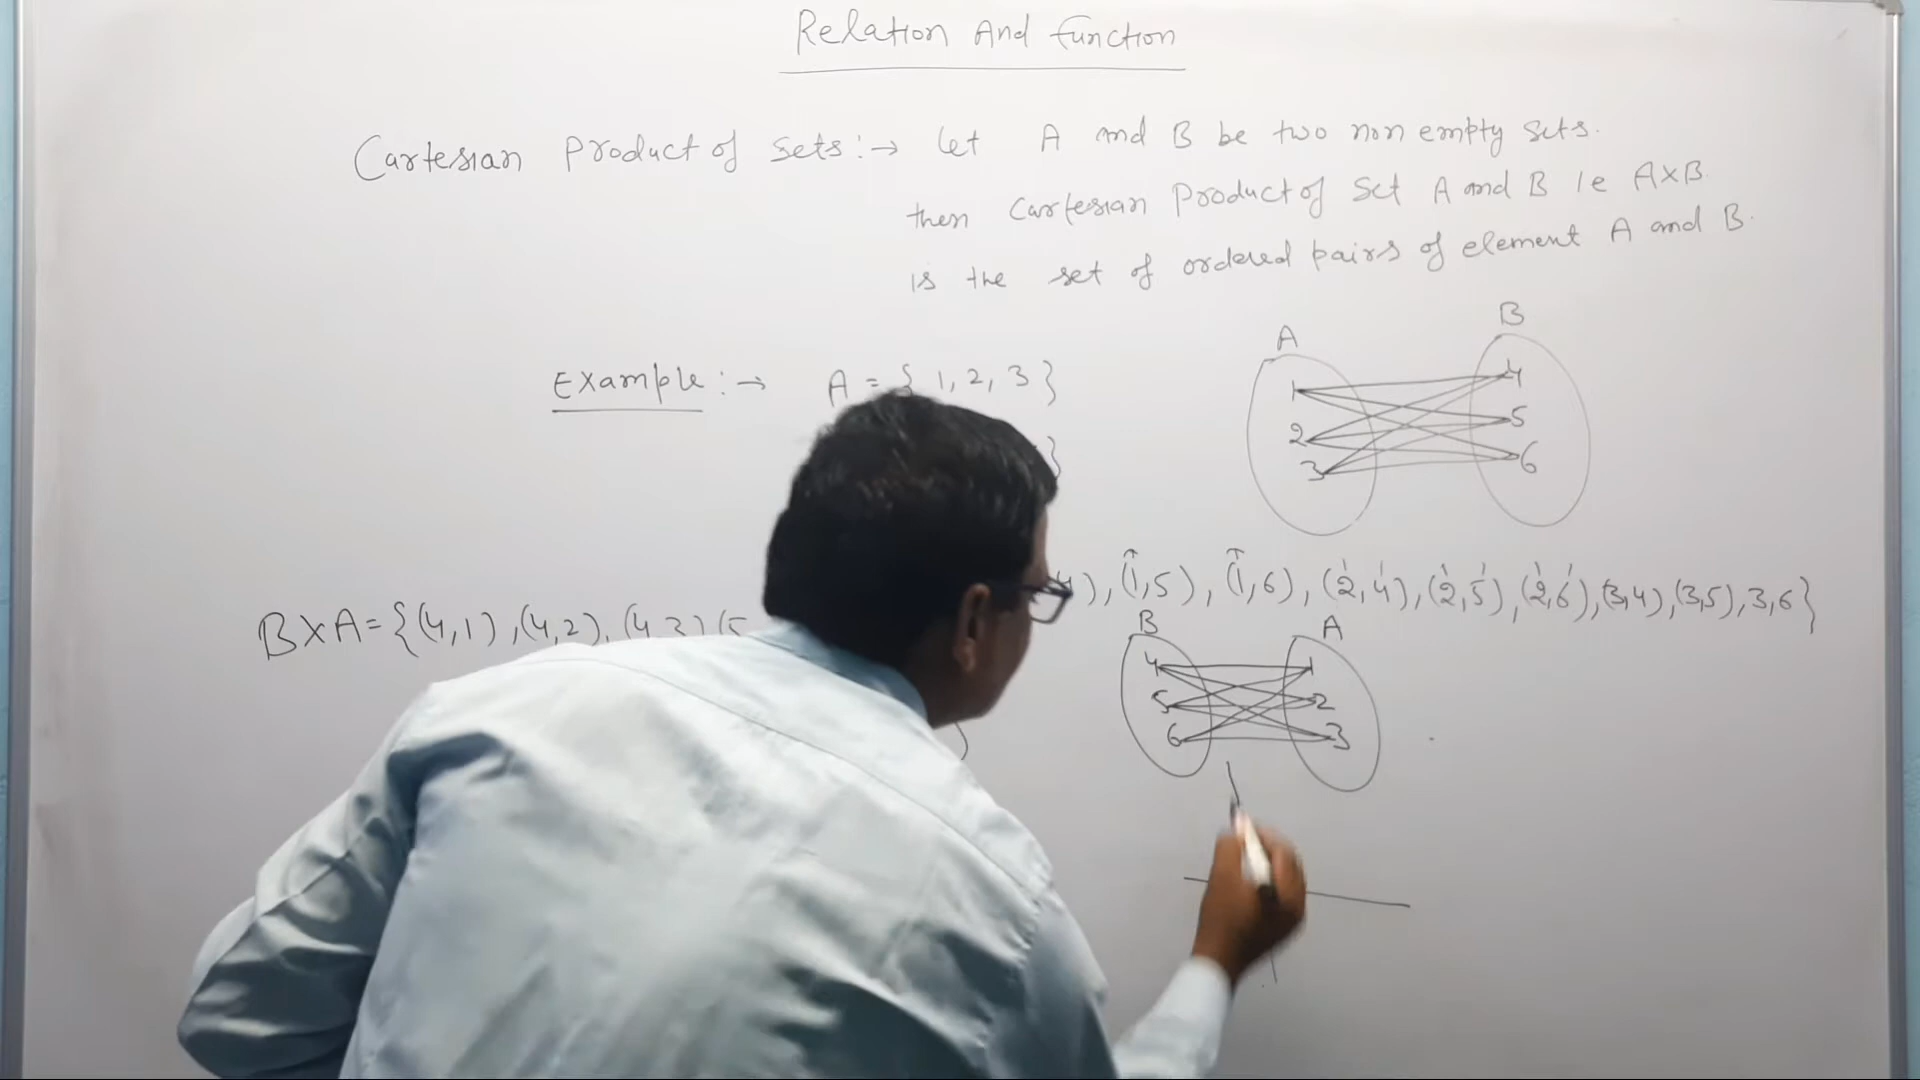 Relation And function
Cartesian Product of sets :→ let A and B be two non empty sets.
then Cartesian Product of Set A and B ie A×B.
is the set of ordered pairs of element A and B.
Example :→ A = { 1, 2, 3 }
}
A B
1 4
2 5
3 6
), (1,5), (1,6), (2,4), (2,5), (2,6), (3,4), (3,5), 3,6}
B×A = {(4,1), (4,2), (4,3) (5
B A
4 1
5 2
6 3